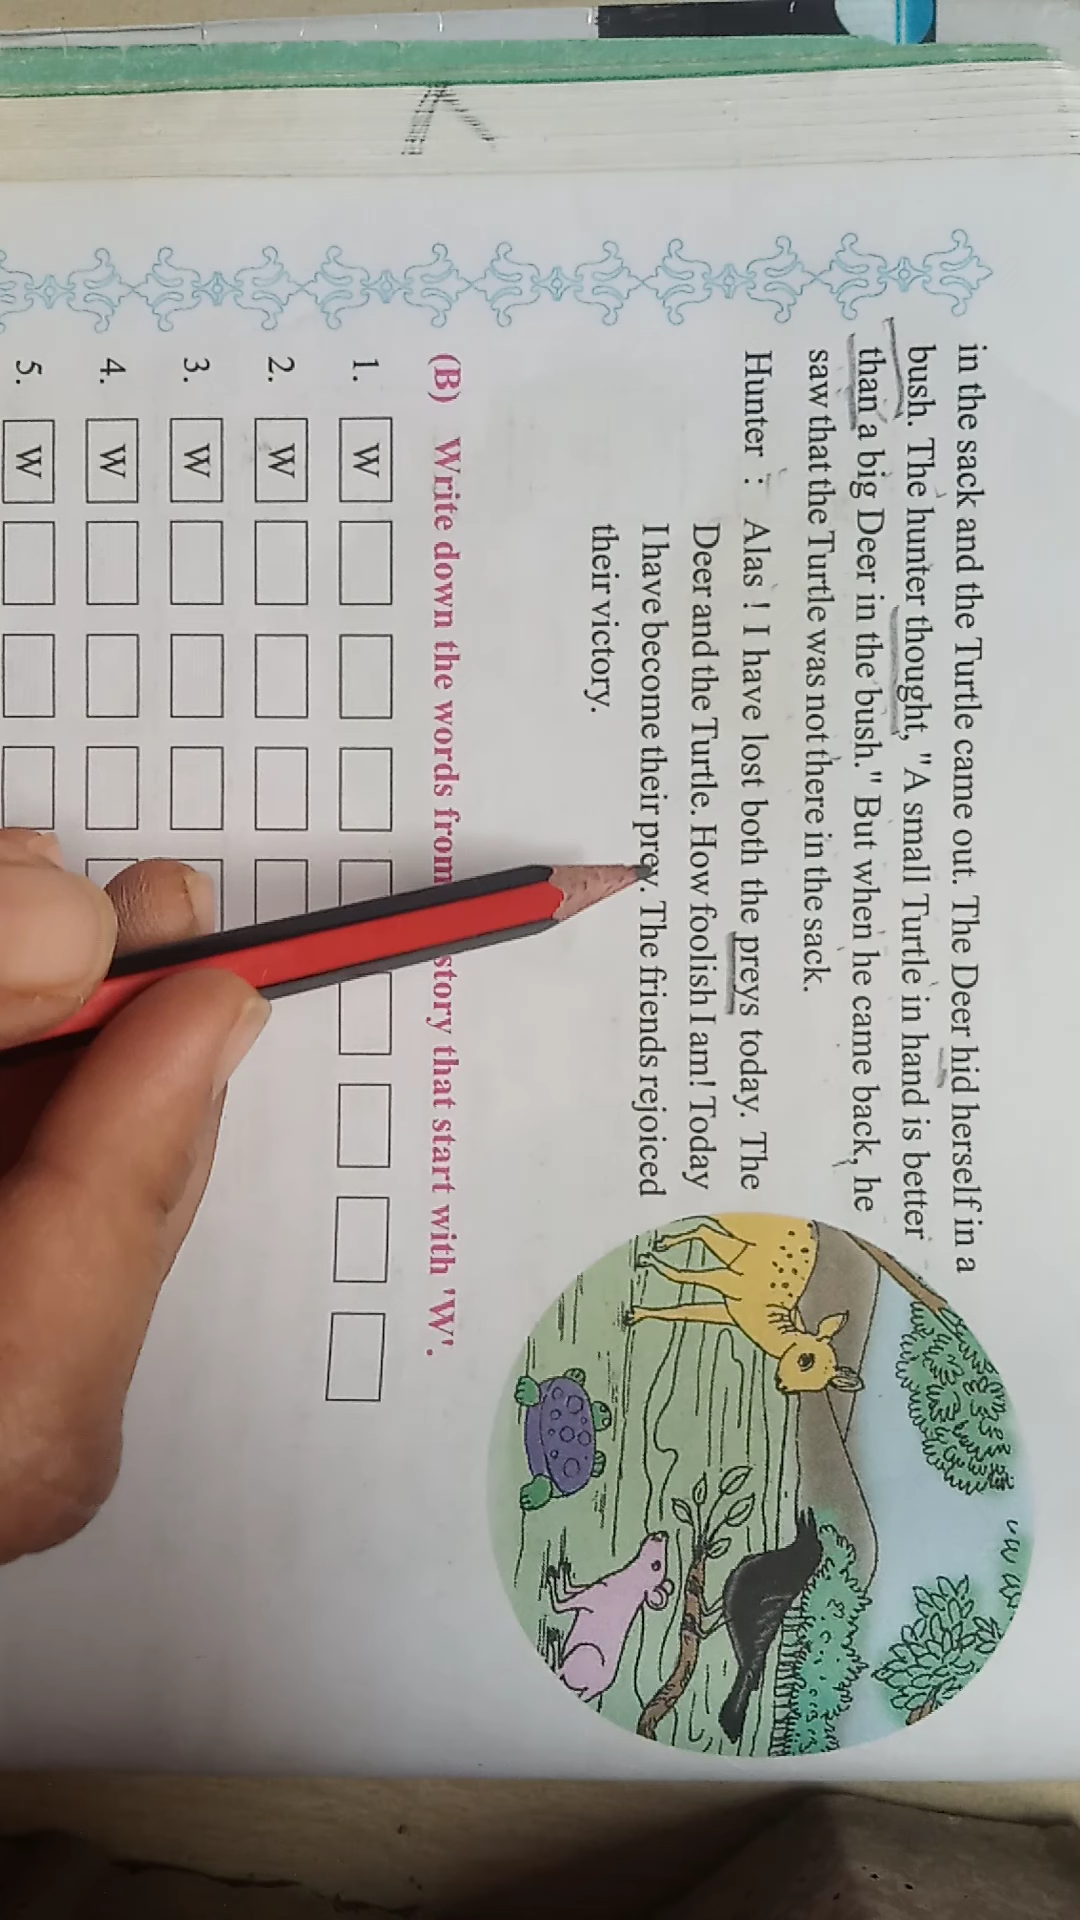 in the sack and the Turtle came out. The Deer hid herself in a
bush. The hunter thought, "A small Turtle in hand is better
than a big Deer in the bush." But when he came back, he
saw that the Turtle was not there in the sack.
Hunter : Alas ! I have lost both the preys today. The
Deer and the Turtle. How foolish I am! Today
I have become their prey. The friends rejoiced
their victory.
(B) Write down the words from story that start with 'W'.
1. W
2. W
3. W
4. W
5. W